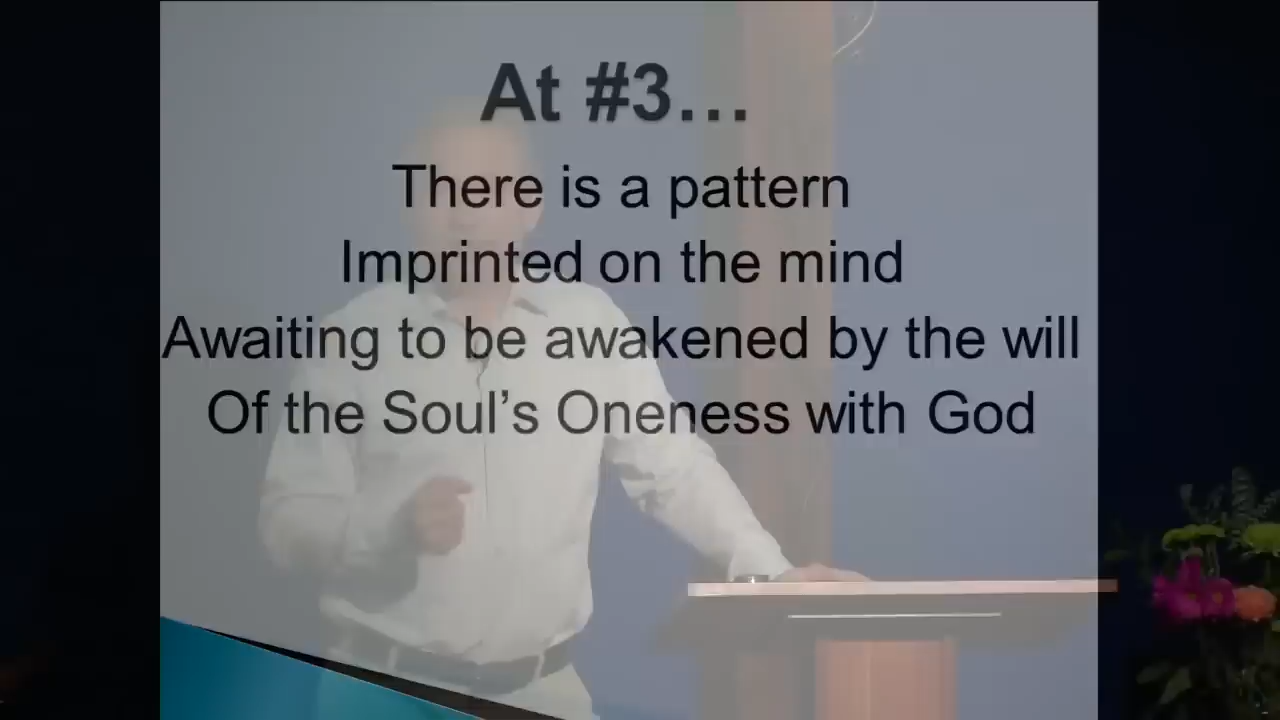 At #3…
There is a pattern
Imprinted on the mind
Awaiting to be awakened by the will
Of the Soul’s Oneness with God